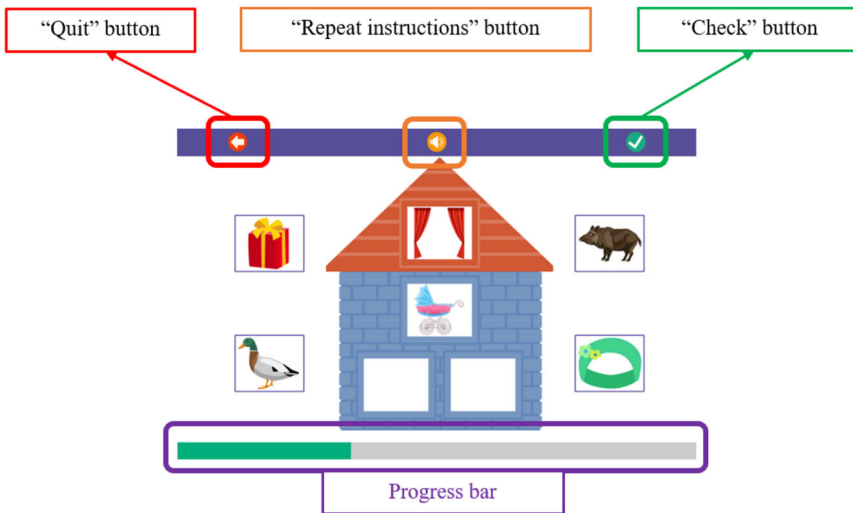 “Quit” button
“Repeat instructions” button
“Check” button
Progress bar